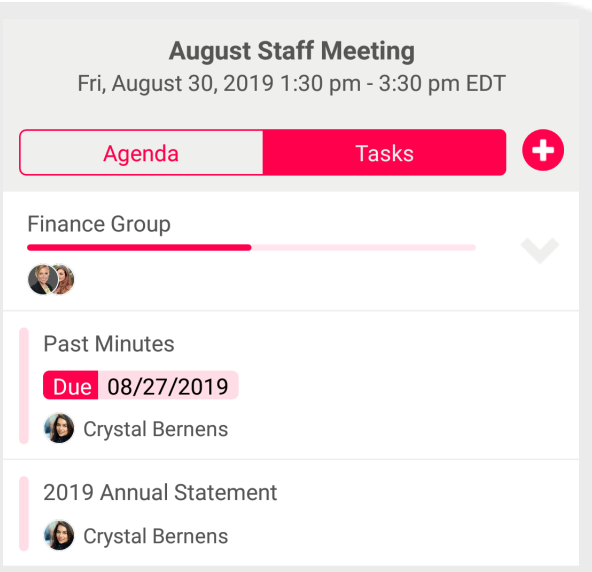 August Staff Meeting
Fri, August 30, 2019 1:30 pm - 3:30 pm EDT
Agenda Tasks
Finance Group
Past Minutes
Due 08/27/2019
Crystal Bernens
2019 Annual Statement
Crystal Bernens